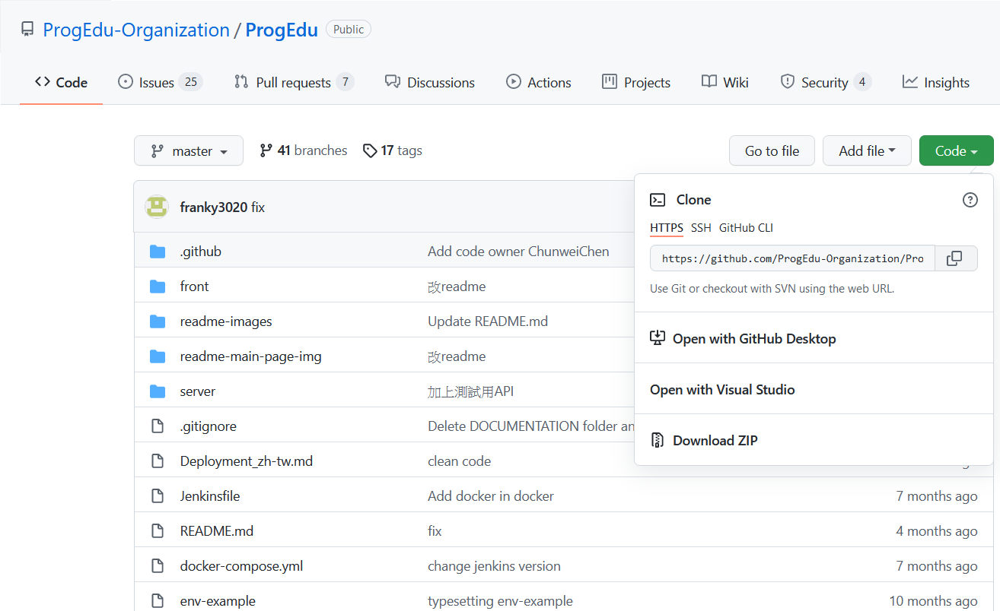 ProgEdu-Organization / ProgEdu Public
Code Issues 25 Pull requests 7 Discussions Actions Projects Wiki Security 4 Insights
master 41 branches 17 tags Go to file Add file Code
franky3020 fix
Clone
HTTPS SSH GitHub CLI
https://github.com/ProgEdu-Organization/Pro
Use Git or checkout with SVN using the web URL.
Open with GitHub Desktop
Open with Visual Studio
Download ZIP
.github Add code owner ChunweiChen
front 改readme
readme-images Update README.md
readme-main-page-img 改readme
server 加上測試用API
.gitignore Delete DOCUMENTATION folder an
Deployment_zh-tw.md clean code
Jenkinsfile Add docker in docker 7 months ago
README.md fix 4 months ago
docker-compose.yml change jenkins version 7 months ago
env-example typesetting env-example 10 months ago